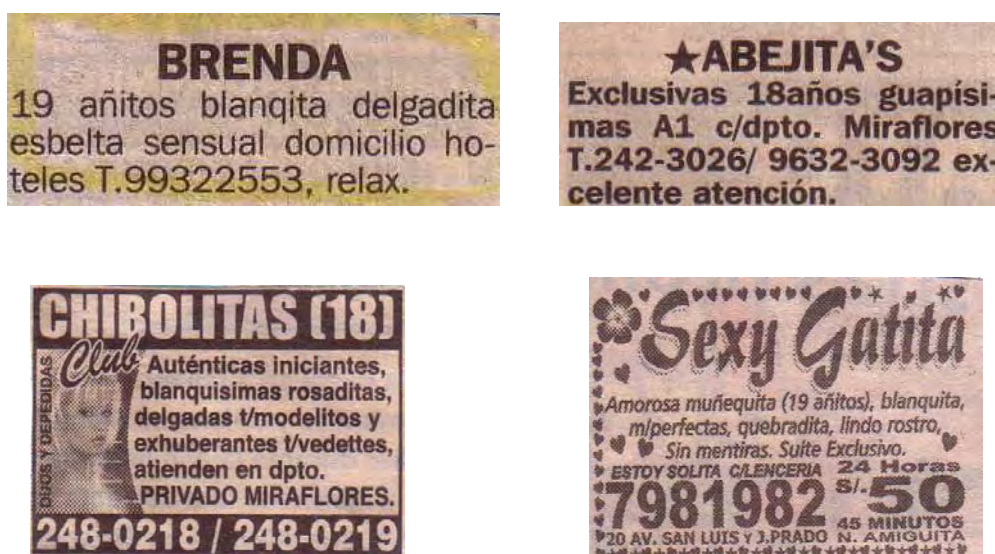 BRENDA
19 añitos blanqita delgadita
esbelta sensual domicilio ho-
teles T.99322553, relax.
★ABEJITA'S
Exclusivas 18años guapísi-
mas A1 c/dpto. Miraflores
T.242-3026/ 9632-3092 ex-
celente atención.
CHIBOLITAS (18)
Club
OJOS Y DEPEDIDAS
Auténticas iniciantes,
blanquisimas rosaditas,
delgadas t/modelitos y
exhuberantes t/vedettes,
atienden en dpto.
PRIVADO MIRAFLORES.
248-0218 / 248-0219
Sexy Gatita
Amorosa muñequita (19 añitos), blanquita,
m/perfectas, quebradita, lindo rostro,
Sin mentiras. Suite Exclusivo.
ESTOY SOLITA C/LENCERIA
24 Horas
7981982
S/.50
45 MINUTOS
20 AV. SAN LUIS Y J.PRADO N. AMIGUITA